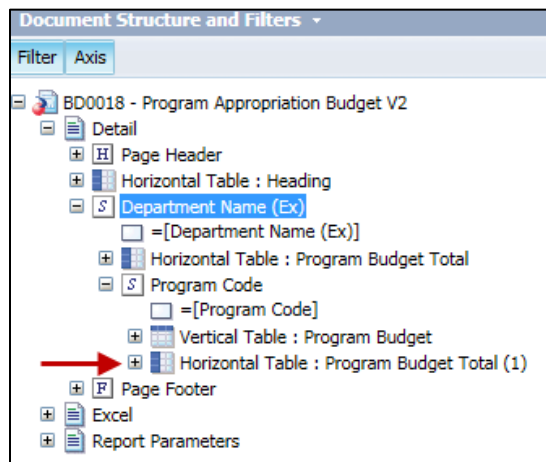 Document Structure and Filters
Filter Axis
BD0018 - Program Appropriation Budget V2
Detail
H Page Header
Horizontal Table : Heading
S Department Name (Ex)
=[Department Name (Ex)]
Horizontal Table : Program Budget Total
S Program Code
=[Program Code]
Vertical Table : Program Budget
Horizontal Table : Program Budget Total (1)
F Page Footer
Excel
Report Parameters